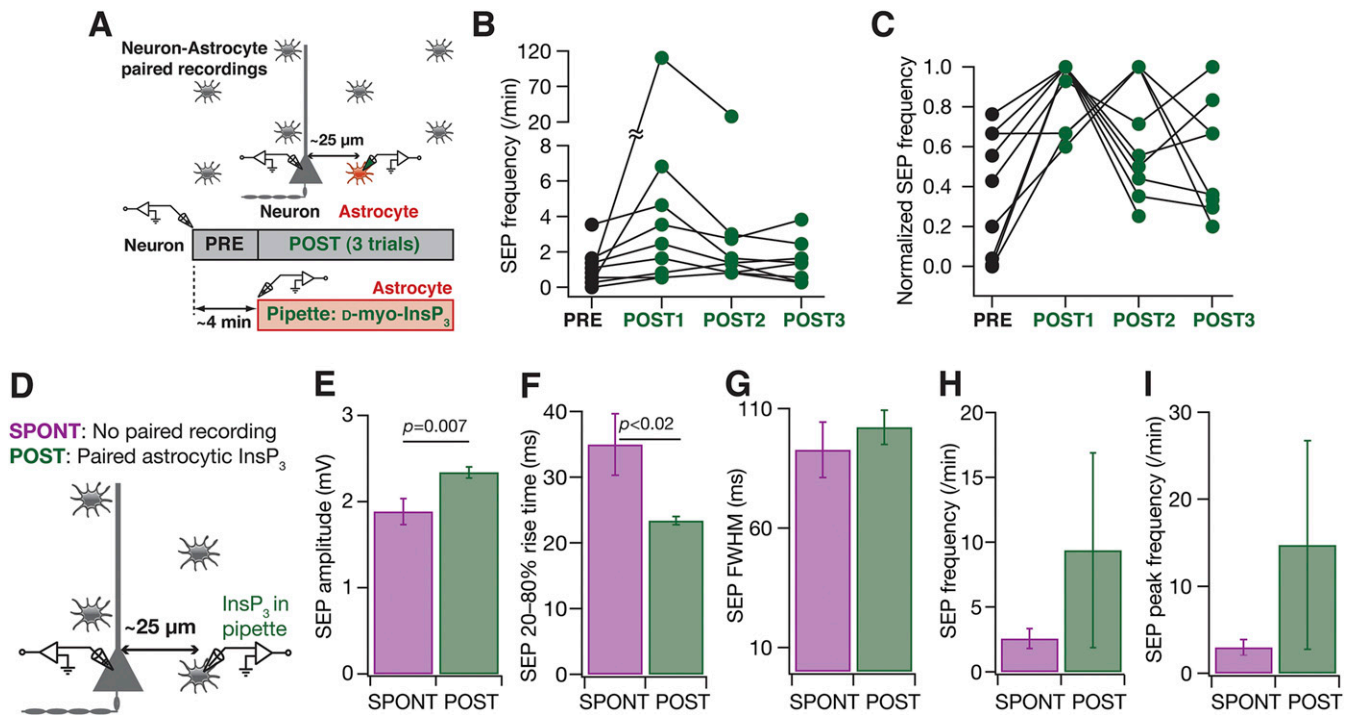 A
Neuron-Astrocyte
paired recordings
~25 µm
Neuron
Astrocyte
Neuron
PRE
POST (3 trials)
Astrocyte
~4 min
Pipette: D-myo-InsP3
B
SEP frequency (/min)
120
70
20
8
6
4
2
0
PRE
POST1
POST2
POST3
C
Normalized SEP frequency
1.0
0.8
0.6
0.4
0.2
0.0
PRE
POST1
POST2
POST3
D
SPONT: No paired recording
POST: Paired astrocytic InsP3
~25 µm
InsP3 in
pipette
E
SEP amplitude (mV)
3
2
1
0
p=0.007
SPONT POST
F
SEP 20–80% rise time (ms)
40
30
20
10
0
p<0.02
SPONT POST
G
SEP FWHM (ms)
110
60
10
SPONT POST
H
SEP frequency (/min)
20
15
10
5
0
SPONT POST
I
SEP peak frequency (/min)
30
20
10
0
SPONT POST